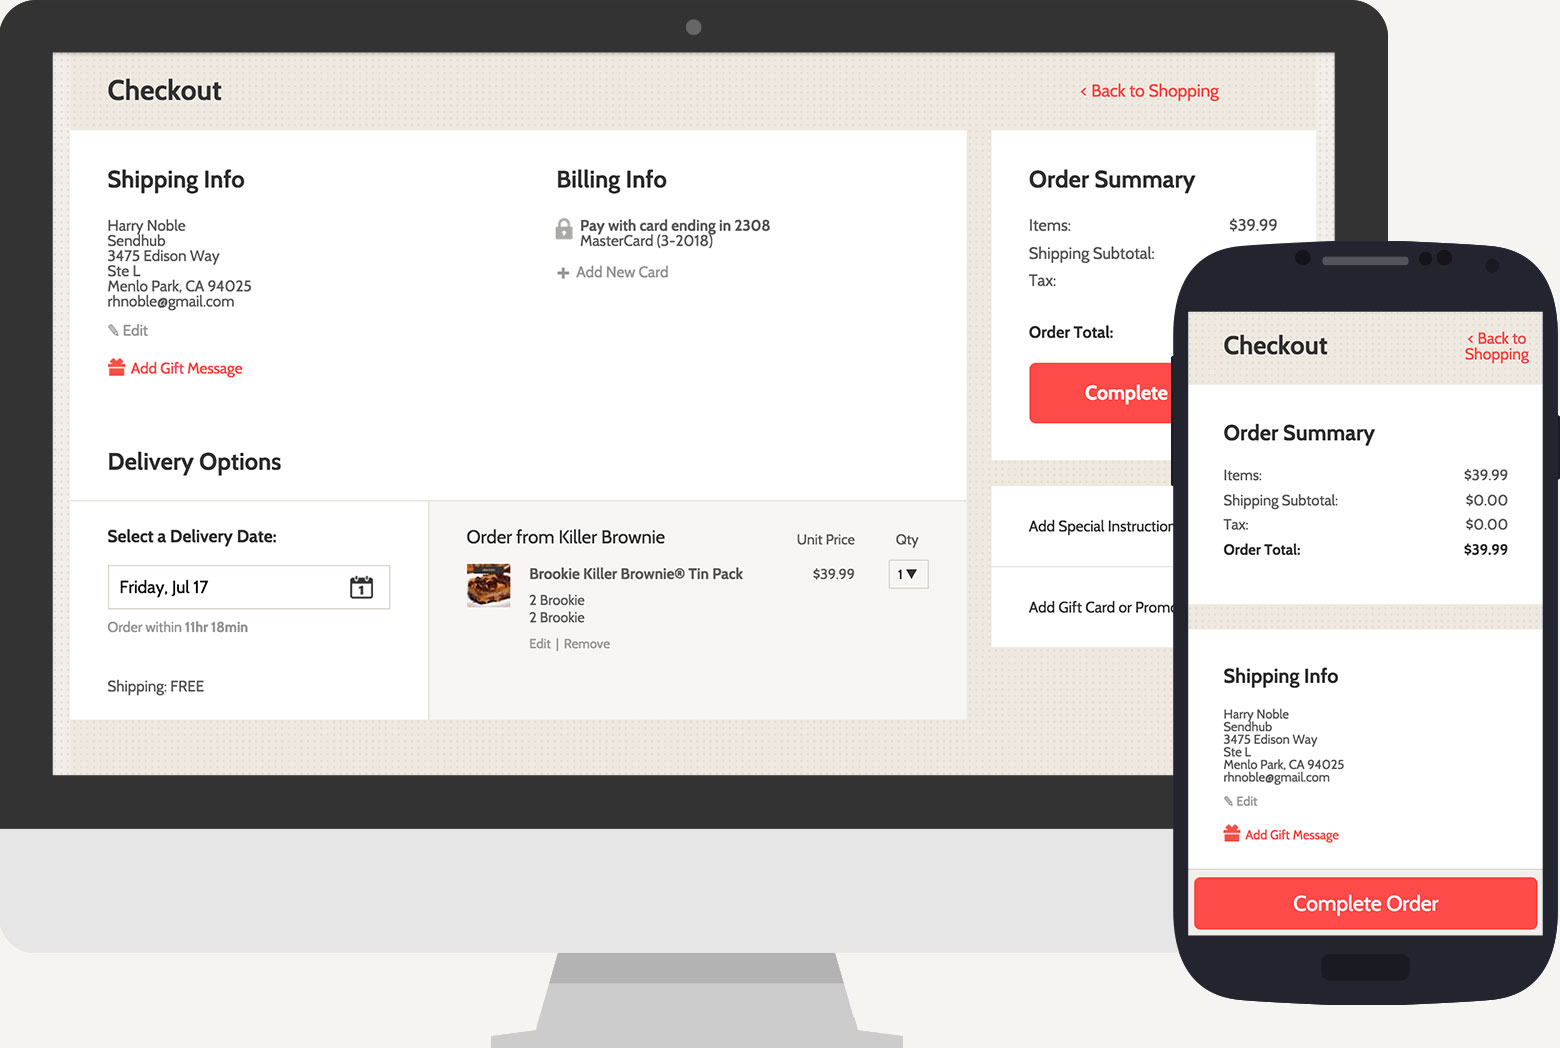 Checkout
< Back to Shopping
Shipping Info
Harry Noble
Sendhub
3475 Edison Way
Ste L
Menlo Park, CA 94025
rhnoble@gmail.com
Edit
Add Gift Message
Billing Info
Pay with card ending in 2308
MasterCard (3-2018)
+ Add New Card
Delivery Options
Select a Delivery Date:
Friday, Jul 17
1
Order within 11hr 18min
Shipping: FREE
Order from Killer Brownie
Unit Price
Qty
Brookie Killer Brownie® Tin Pack
$39.99
1▼
2 Brookie
2 Brookie
Edit | Remove
Order Summary
Items: $39.99
Shipping Subtotal:
Tax:
Order Total:
Complete
Add Special Instruction
Add Gift Card or Promo
Checkout
< Back to
Shopping
Order Summary
Items: $39.99
Shipping Subtotal: $0.00
Tax: $0.00
Order Total: $39.99
Shipping Info
Harry Noble
Sendhub
3475 Edison Way
Ste L
Menlo Park, CA 94025
rhnoble@gmail.com
Edit
Add Gift Message
Complete Order